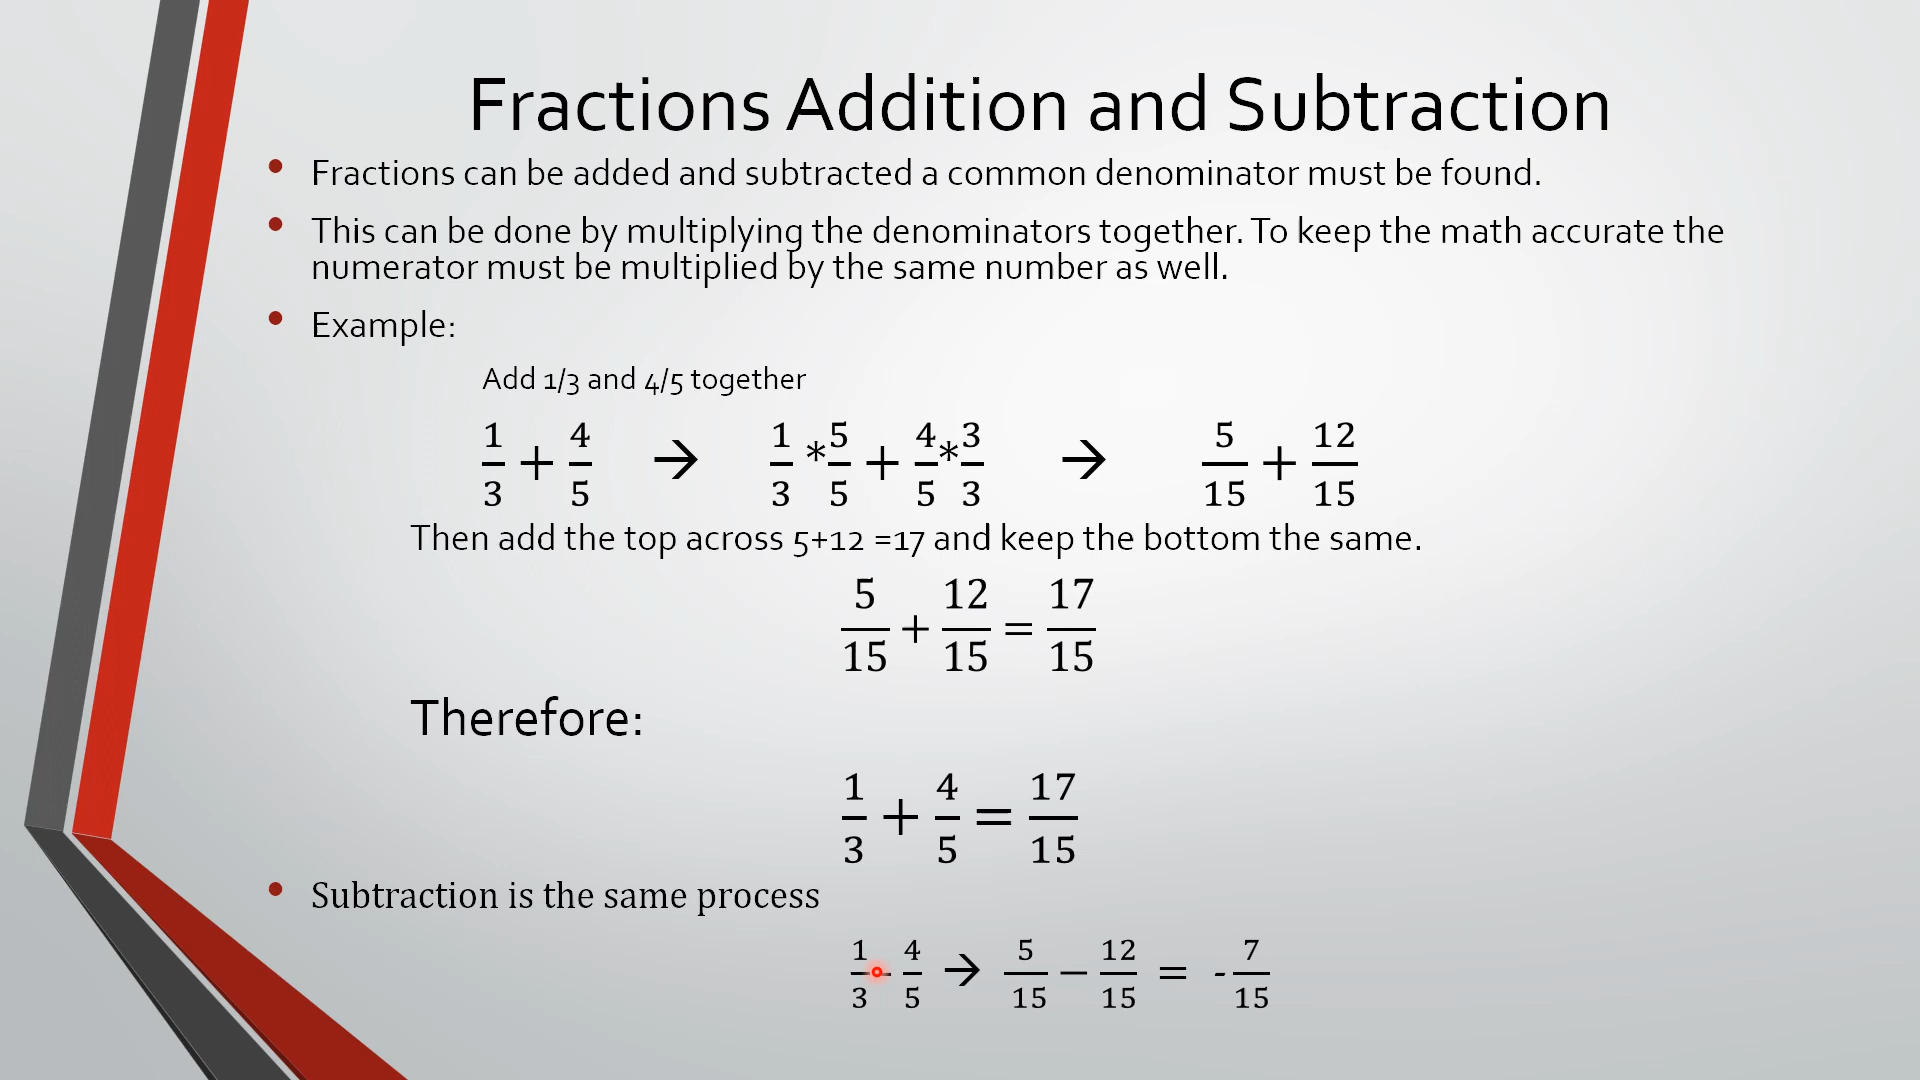 Fractions Addition and Subtraction
• Fractions can be added and subtracted a common denominator must be found.
• This can be done by multiplying the denominators together. To keep the math accurate the
numerator must be multiplied by the same number as well.
• Example:
Add 1/3 and 4/5 together
1/3 + 4/5 → 1/3 * 5/5 + 4/5 * 3/3 → 5/15 + 12/15
Then add the top across 5+12 =17 and keep the bottom the same.
5/15 + 12/15 = 17/15
Therefore:
1/3 + 4/5 = 17/15
• Subtraction is the same process
1/3 − 4/5 → 5/15 − 12/15 = - 7/15